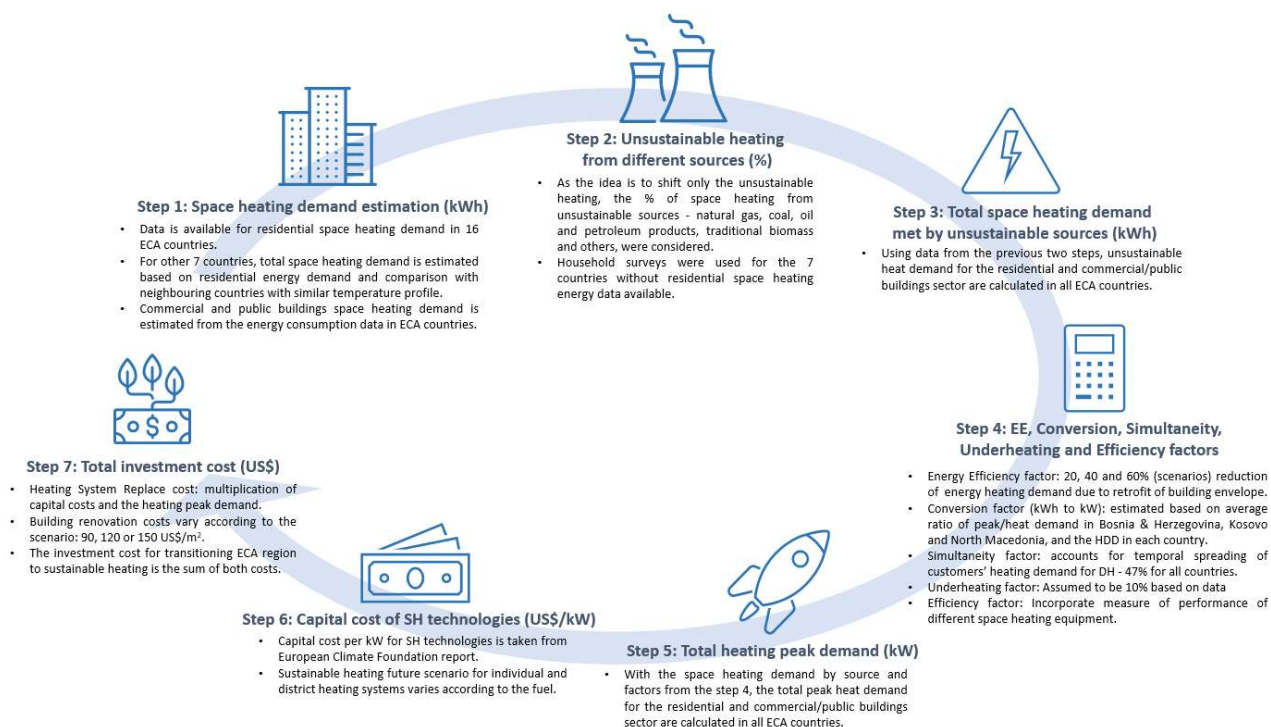 Step 1: Space heating demand estimation (kWh)
• Data is available for residential space heating demand in 16
ECA countries.
• For other 7 countries, total space heating demand is estimated
based on residential energy demand and comparison with
neighbouring countries with similar temperature profile.
• Commercial and public buildings space heating demand is
estimated from the energy consumption data in ECA countries.
Step 2: Unsustainable heating
from different sources (%)
• As the idea is to shift only the unsustainable
heating, the % of space heating from
unsustainable sources - natural gas, coal, oil
and petroleum products, traditional biomass
and others, were considered.
• Household surveys were used for the 7
countries without residential space heating
energy data available.
Step 3: Total space heating demand
met by unsustainable sources (kWh)
• Using data from the previous two steps, unsustainable
heat demand for the residential and commercial/public
buildings sector are calculated in all ECA countries.
Step 4: EE, Conversion, Simultaneity,
Underheating and Efficiency factors
• Energy Efficiency factor: 20, 40 and 60% (scenarios) reduction
of energy heating demand due to retrofit of building envelope.
• Conversion factor (kWh to kW): estimated based on average
ratio of peak/heat demand in Bosnia & Herzegovina, Kosovo
and North Macedonia, and the HDD in each country.
• Simultaneity factor: accounts for temporal spreading of
customers' heating demand for DH - 47% for all countries.
• Underheating factor: Assumed to be 10% based on data
• Efficiency factor: Incorporate measure of performance of
different space heating equipment.
Step 5: Total heating peak demand (kW)
• With the space heating demand by source and
factors from the step 4, the total peak heat demand
for the residential and commercial/public buildings
sector are calculated in all ECA countries.
Step 6: Capital cost of SH technologies (US$/kW)
• Capital cost per kW for SH technologies is taken from
European Climate Foundation report.
• Sustainable heating future scenario for individual and
district heating systems varies according to the fuel.
$
Step 7: Total investment cost (US$)
• Heating System Replace cost: multiplication of
capital costs and the heating peak demand.
• Building renovation costs vary according to the
scenario: 90, 120 or 150 US$/m².
• The investment cost for transitioning ECA region
to sustainable heating is the sum of both costs.